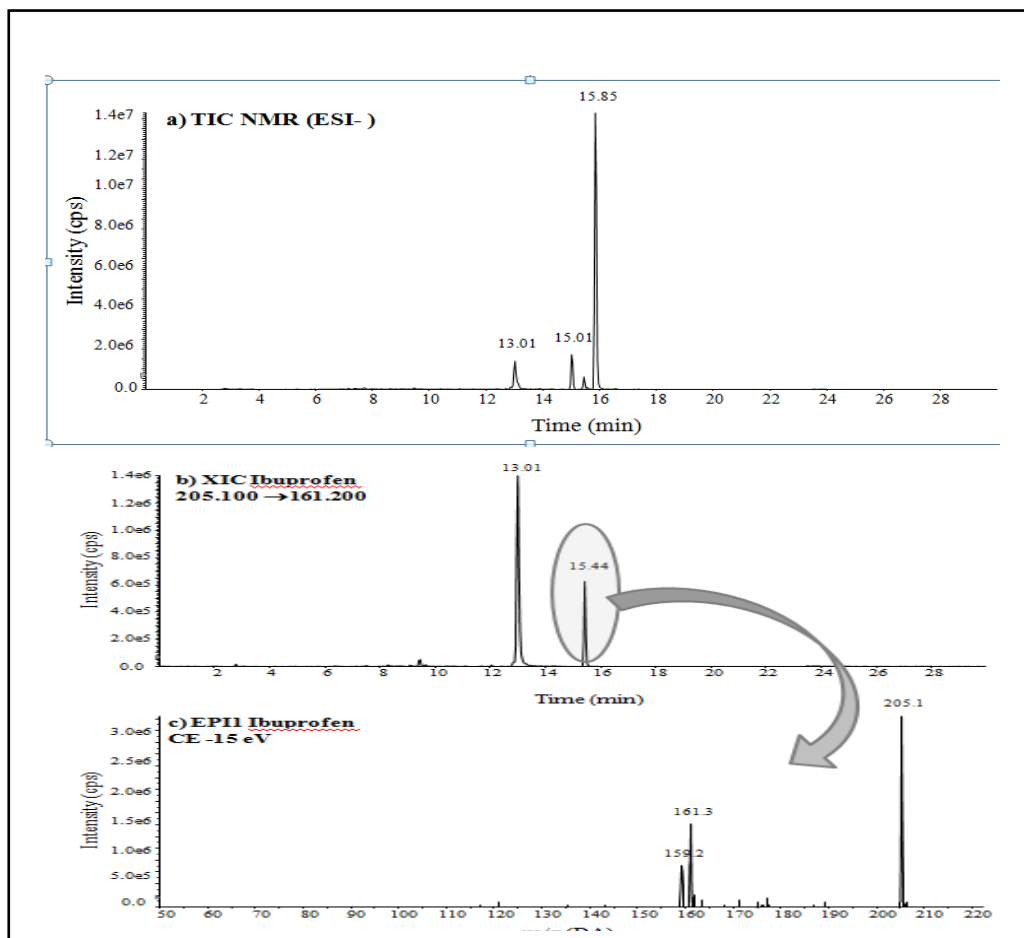 a) TIC NMR (ESI- )
15.85
1.4e7
1.2e7
1.0e7
8.0e6
6.0e6
4.0e6
2.0e6
0.0
Intensity (cps)
13.01
15.01
2 4 6 8 10 12 14 16 18 20 22 24 26 28
Time (min)
b) XIC Ibuprofen
205.100 →161.200
13.01
15.44
1.4e6
1.2e6
1.0e6
8.0e5
6.0e5
4.0e5
2.0e5
0.0
Intensity (cps)
2 4 6 8 10 12 14 16 18 20 22 24 26 28
Time (min)
c) EPI1 Ibuprofen
CE -15 eV
205.1
161.3
159.2
3.0e6
2.5e6
2.0e6
1.5e6
1.0e6
5.0e5
0.0
Intensity (cps)
50 60 70 80 90 100 110 120 130 140 150 160 170 180 190 200 210 220